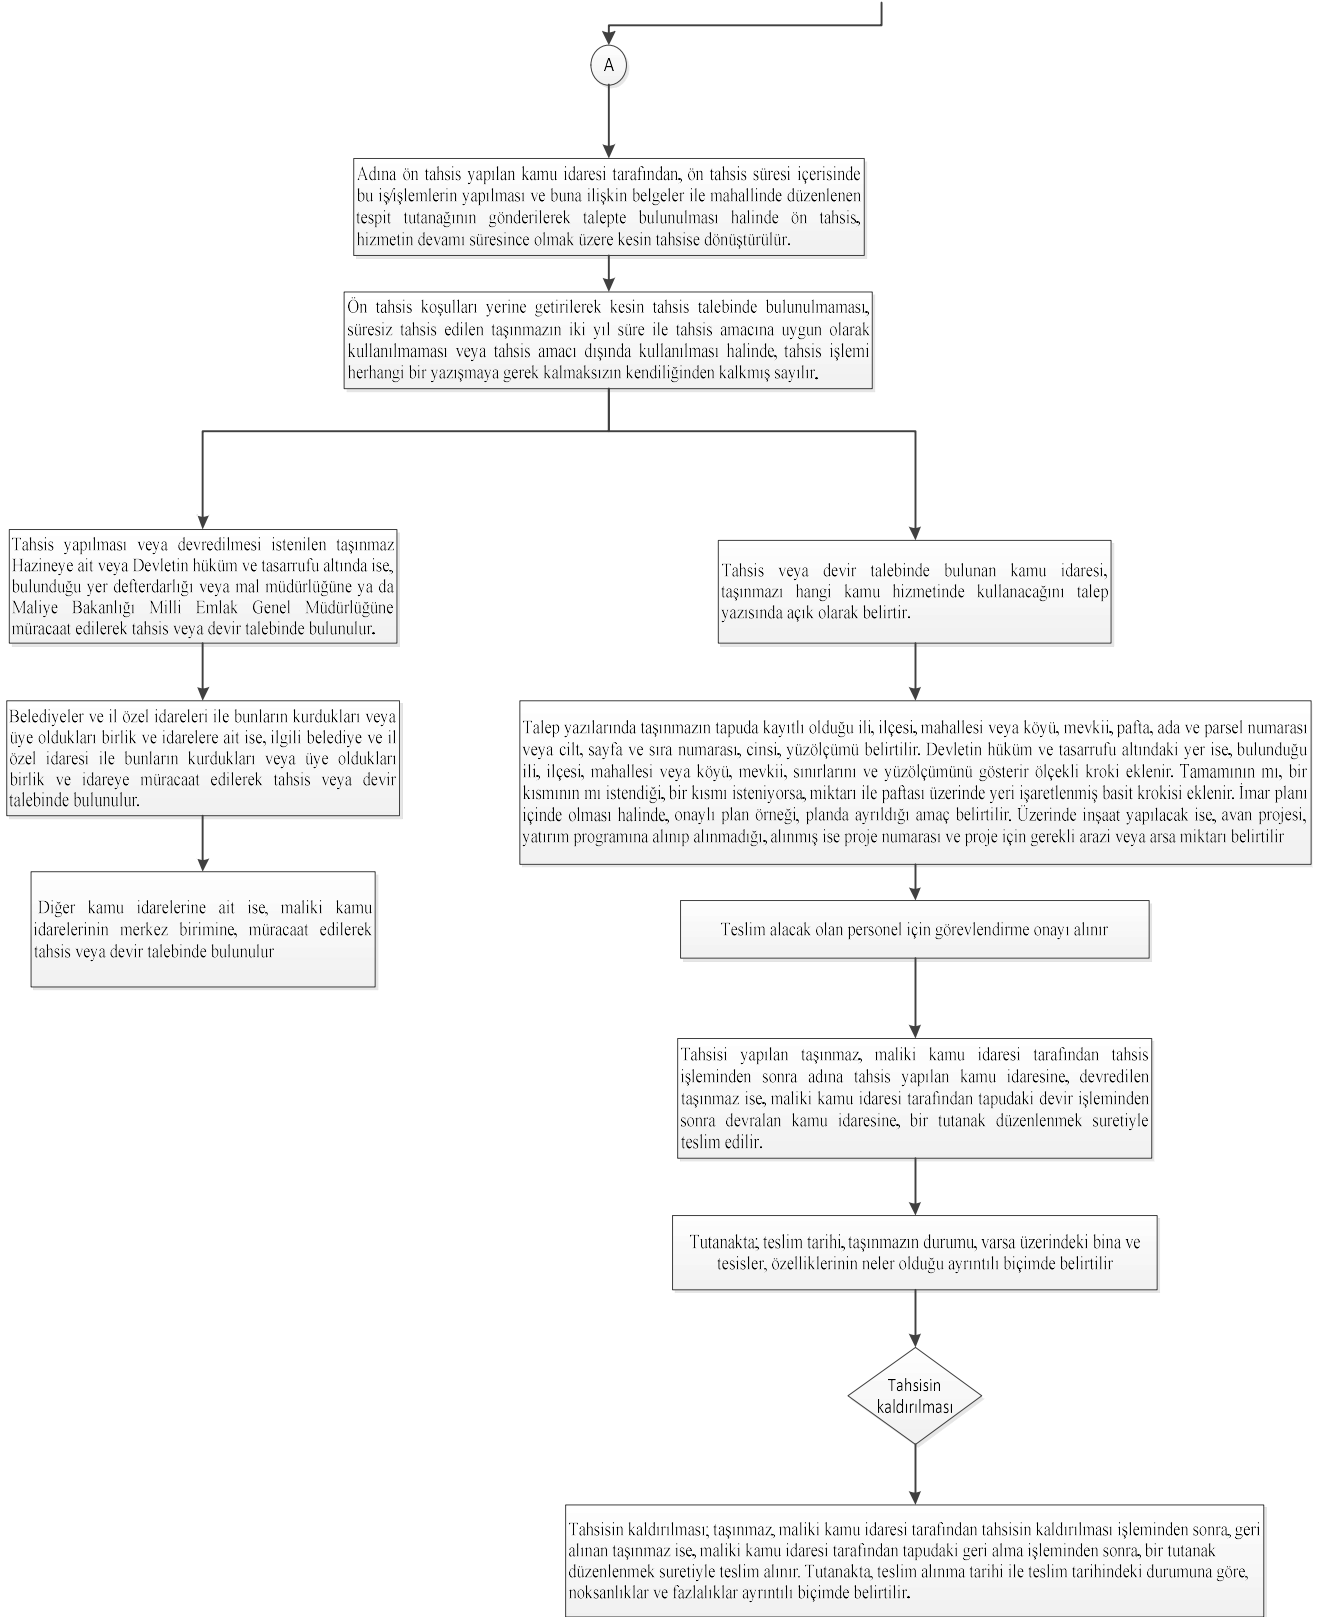 A
Adına ön tahsis yapılan kamu idaresi tarafından, ön tahsis süresi içerisinde
bu iş/işlemlerin yapılması ve buna ilişkin belgeler ile mahallinde düzenlenen
tespit tutanağının gönderilerek talepte bulunulması halinde ön tahsis,
hizmetin devamı süresince olmak üzere kesin tahsise dönüştürülür.
Ön tahsis koşulları yerine getirilerek kesin tahsis talebinde bulunulmaması,
süresiz tahsis edilen taşınmazın iki yıl süre ile tahsis amacına uygun olarak
kullanılmaması veya tahsis amacı dışında kullanılması halinde, tahsis işlemi
herhangi bir yazışmaya gerek kalmaksızın kendiliğinden kalkmış sayılır.
Tahsis yapılması veya devredilmesi istenilen taşınmaz
Hazineye ait veya Devletin hüküm ve tasarrufu altında ise,
bulunduğu yer defterdarlığı veya mal müdürlüğüne ya da
Maliye Bakanlığı Milli Emlak Genel Müdürlüğüne
müracaat edilerek tahsis veya devir talebinde bulunulur.
Belediyeler ve il özel idareleri ile bunların kurdukları veya
üye oldukları birlik ve idarelere ait ise, ilgili belediye ve il
özel idaresi ile bunların kurdukları veya üye oldukları
birlik ve idareye müracaat edilerek tahsis veya devir
talebinde bulunulur.
Diğer kamu idarelerine ait ise, maliki kamu
idarelerinin merkez birimine, müracaat edilerek
tahsis veya devir talebinde bulunulur
Tahsis veya devir talebinde bulunan kamu idaresi,
taşınmazı hangi kamu hizmetinde kullanacağını talep
yazısında açık olarak belirtir.
Talep yazılarında taşınmazın tapuda kayıtlı olduğu ili, ilçesi, mahallesi veya köyü, mevkii, pafta, ada ve parsel numarası
veya cilt, sayfa ve sıra numarası, cinsi, yüzölçümü belirtilir. Devletin hüküm ve tasarrufu altındaki yer ise, bulunduğu
ili, ilçesi, mahallesi veya köyü, mevkii, sınırlarını ve yüzölçümünü gösterir ölçekli kroki eklenir. Tamamının mı, bir
kısmının mı istendiği, bir kısmı isteniyorsa, miktarı ile paftası üzerinde yeri işaretlenmiş basit krokisi eklenir. İmar planı
içinde olması halinde, onaylı plan örneği, planda ayrıldığı amaç belirtilir. Üzerinde inşaat yapılacak ise, avan projesi,
yatırım programına alınıp alınmadığı, alınmış ise proje numarası ve proje için gerekli arazi veya arsa miktarı belirtilir
Teslim alacak olan personel için görevlendirme onayı alınır
Tahsisi yapılan taşınmaz, maliki kamu idaresi tarafından tahsis
işleminden sonra adına tahsis yapılan kamu idaresine, devredilen
taşınmaz ise, maliki kamu idaresi tarafından tapudaki devir işleminden
sonra devralan kamu idaresine, bir tutanak düzenlenmek suretiyle
teslim edilir.
Tutanakta; teslim tarihi, taşınmazın durumu, varsa üzerindeki bina ve
tesisler, özelliklerinin neler olduğu ayrıntılı biçimde belirtilir
Tahsisin
kaldırılması
Tahsisin kaldırılması; taşınmaz, maliki kamu idaresi tarafından tahsisin kaldırılması işleminden sonra, geri
alınan taşınmaz ise, maliki kamu idaresi tarafından tapudaki geri alma işleminden sonra, bir tutanak
düzenlenmek suretiyle teslim alınır. Tutanakta, teslim alınma tarihi ile teslim tarihindeki durumuna göre,
noksanlıklar ve fazlalıklar ayrıntılı biçimde belirtilir.